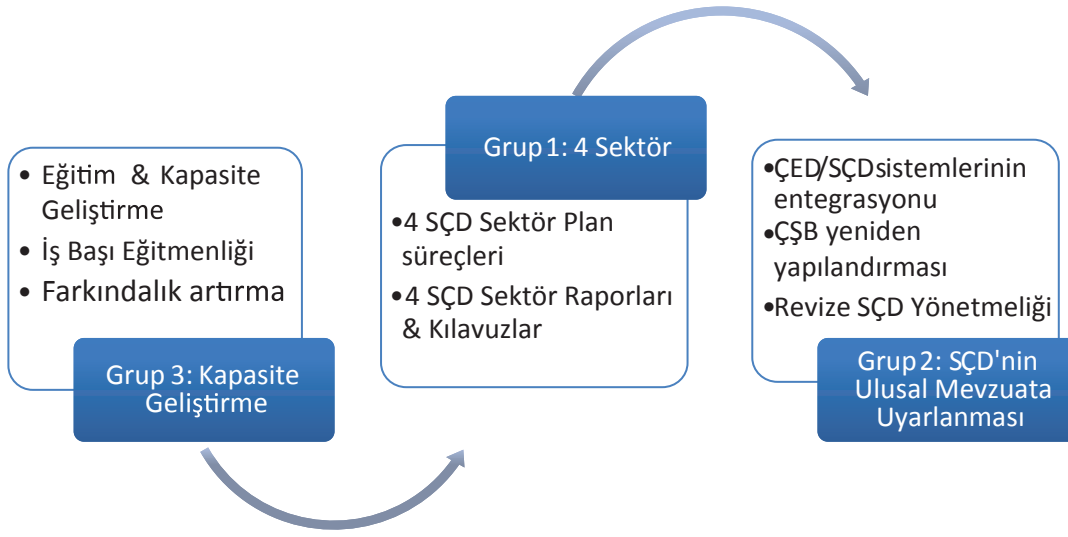 • Eğitim & Kapasite
Geliştirme
• İş Başı Eğitmenliği
• Farkındalık artırma
Grup 3: Kapasite
Geliştirme
Grup 1: 4 Sektör
•4 SÇD Sektör Plan
süreçleri
•4 SÇD Sektör Raporları
& Kılavuzlar
•ÇED/SÇDsistemlerinin
entegrasyonu
•ÇŞB yeniden
yapılandırması
•Revize SÇD Yönetmeliği
Grup 2: SÇD'nin
Ulusal Mevzuata
Uyarlanması